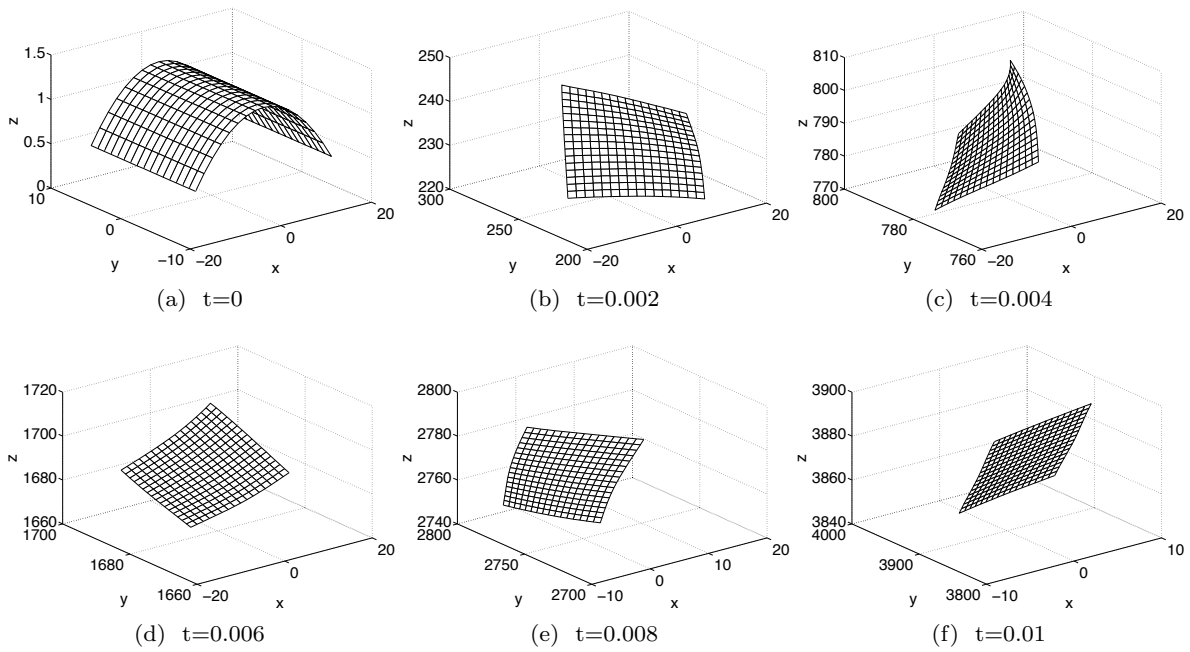 1.5
1
0.5
0
10
0
−10
−20
0
20
z
y
x
(a) t=0
250
240
230
220
300
250
200
−20
0
20
z
y
x
(b) t=0.002
810
800
790
780
770
800
780
760
−20
0
20
z
y
x
(c) t=0.004
1720
1700
1680
1660
1700
1680
1660
−20
0
20
z
y
x
(d) t=0.006
2800
2780
2760
2740
2800
2750
2700
−10
0
10
20
z
y
x
(e) t=0.008
3900
3880
3860
3840
4000
3900
3800
−10
0
10
z
y
x
(f) t=0.01